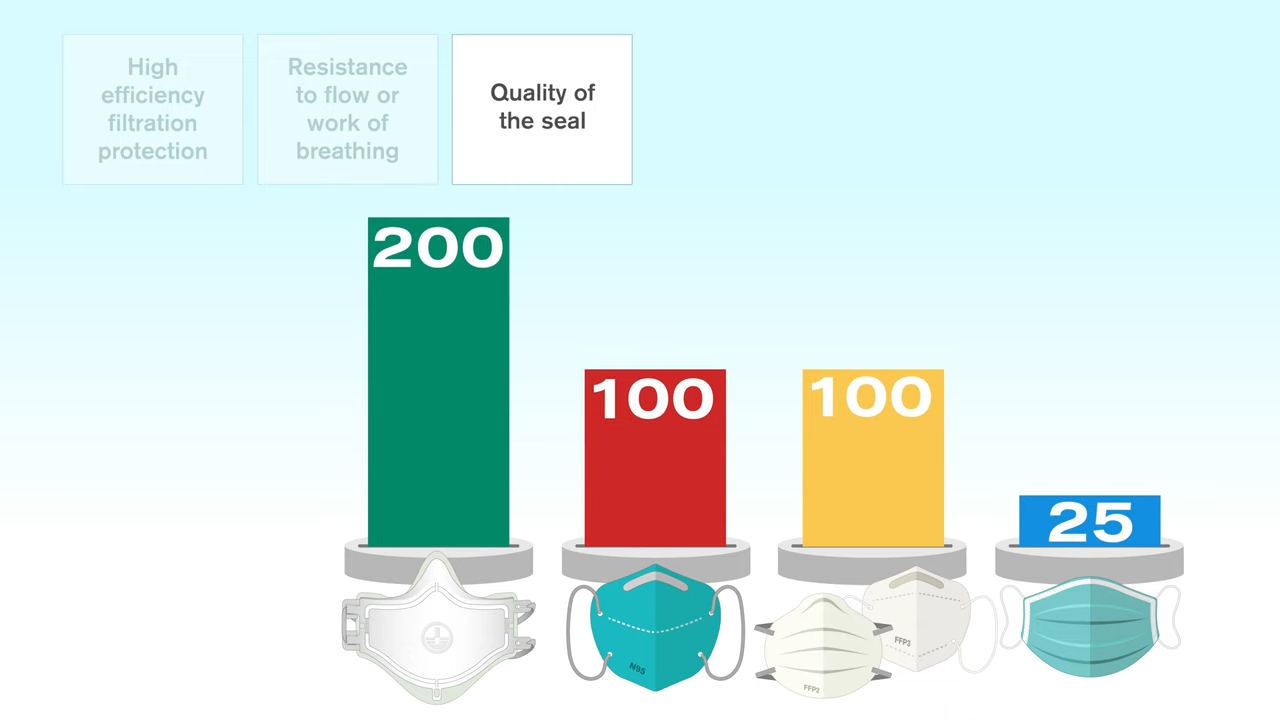 High
efficiency
filtration
protection
Resistance
to flow or
work of
breathing
Quality of
the seal
200
100
100
25
N95
FFP2
FFP3